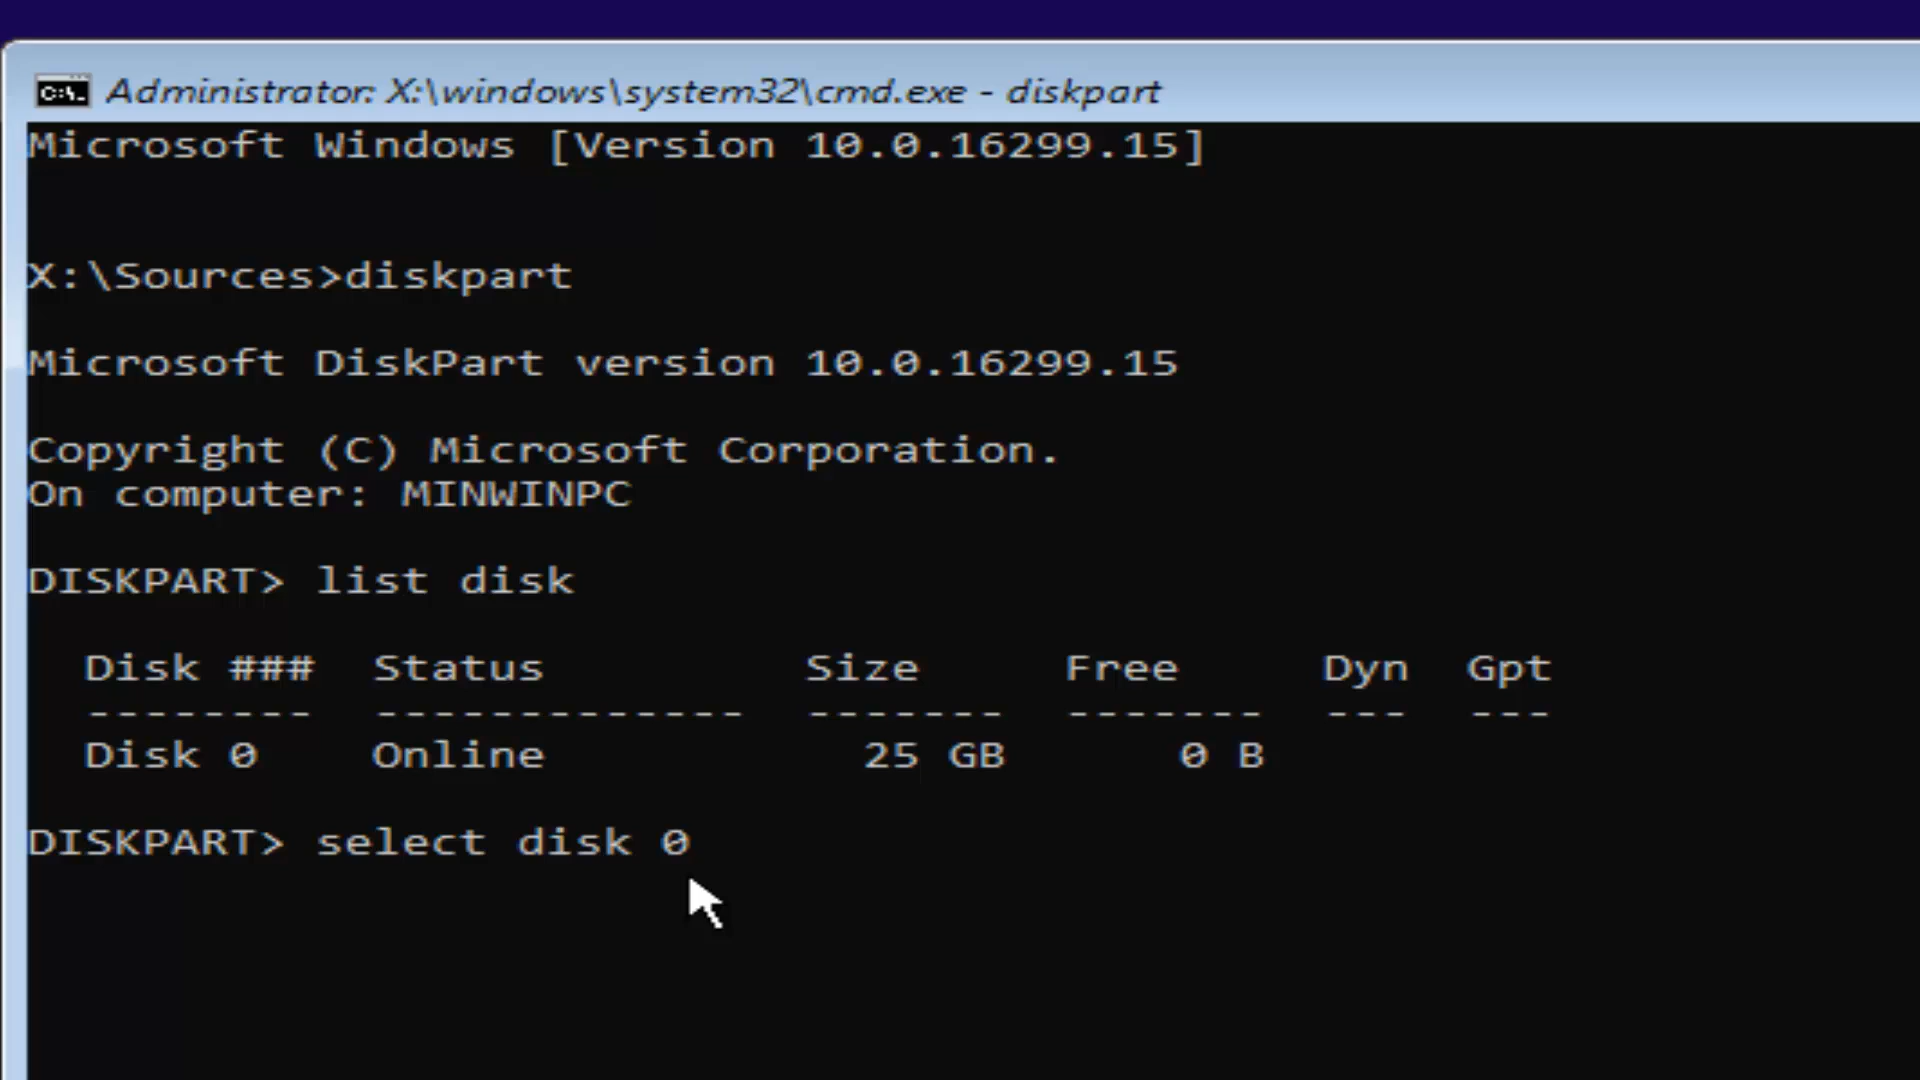 Administrator: X:\windows\system32\cmd.exe - diskpart
Microsoft Windows [Version 10.0.16299.15]
X:\Sources>diskpart
Microsoft DiskPart version 10.0.16299.15
Copyright (C) Microsoft Corporation.
On computer: MINWINPC
DISKPART> list disk
  Disk ###  Status         Size     Free     Dyn  Gpt
  --------  -------------  -------  -------  ---  ---
  Disk 0    Online           25 GB      0 B
DISKPART> select disk 0